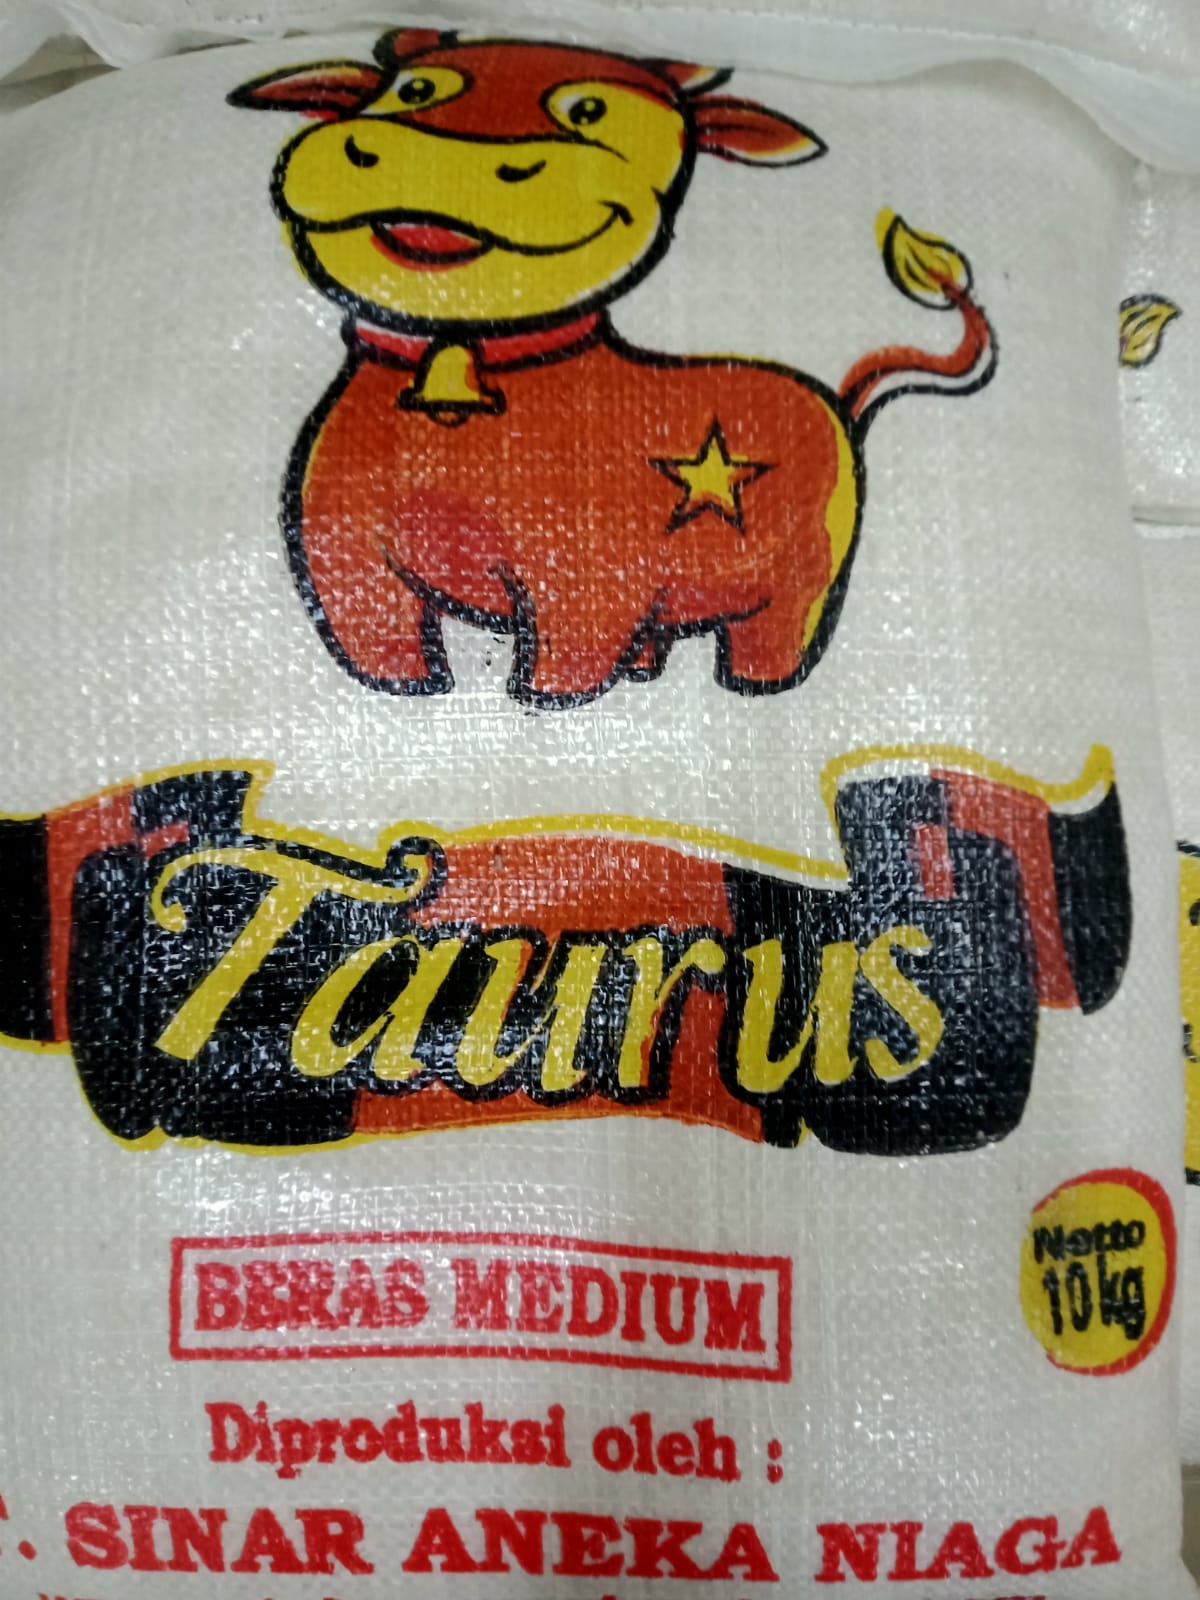 Taurus
Netto
10 kg
BERAS MEDIUM
Diproduksi oleh :
. SINAR ANEKA NIAGA